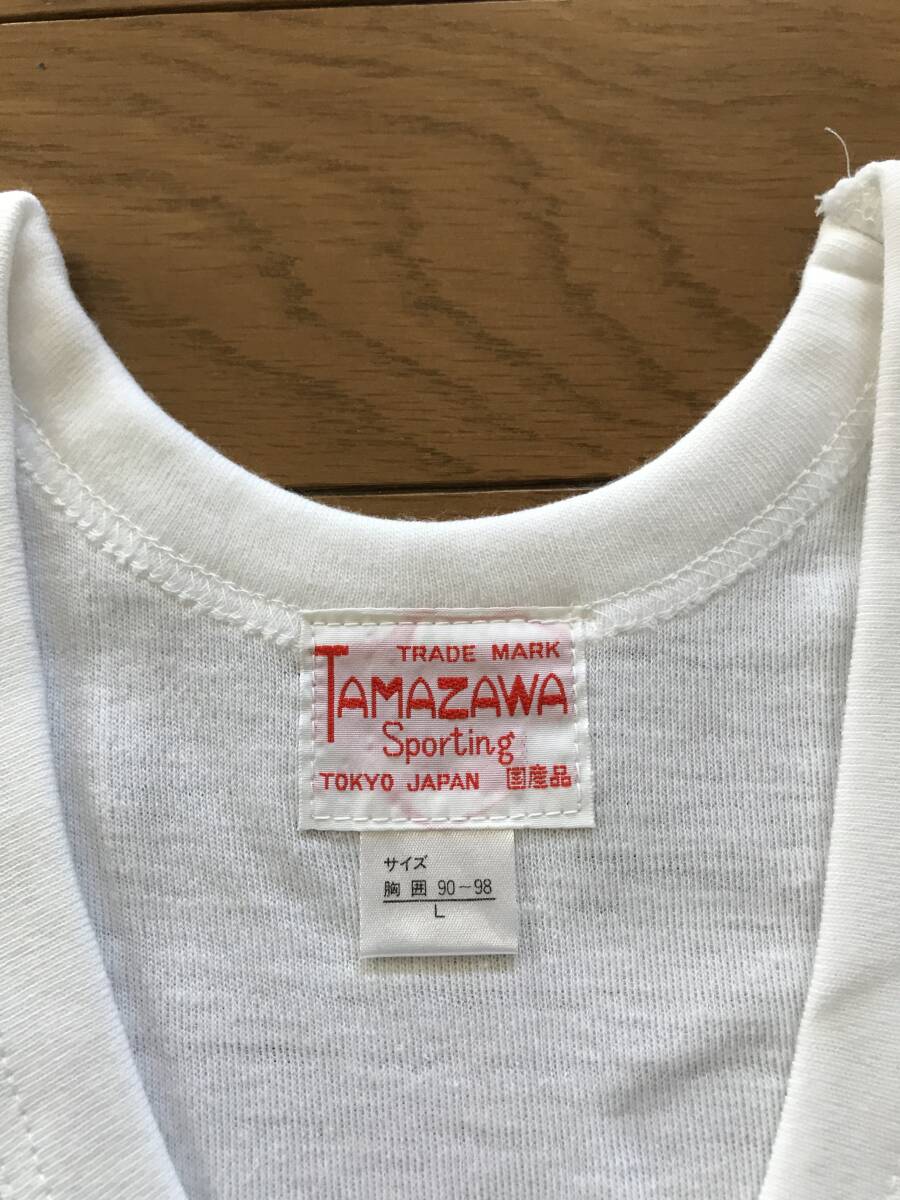 TRADE MARK
TAMAZAWA
Sporting
TOKYO JAPAN 国産品
サイズ
胸囲 90－98
L